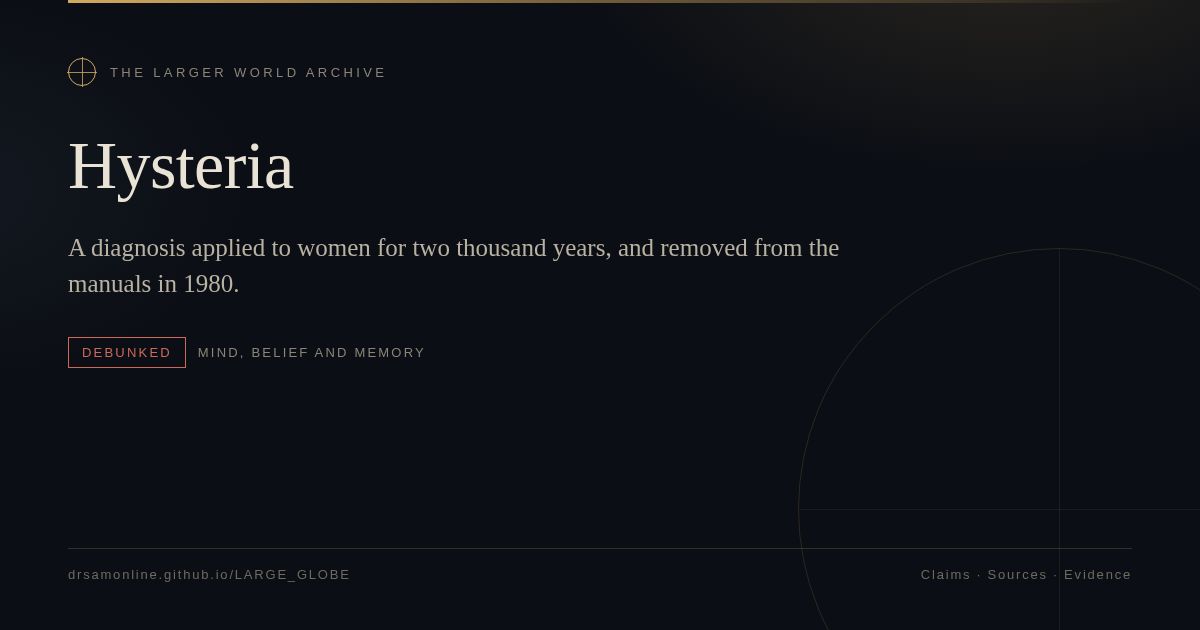 THE LARGER WORLD ARCHIVE
Hysteria
A diagnosis applied to women for two thousand years, and removed from the
manuals in 1980.
DEBUNKED MIND, BELIEF AND MEMORY
drsamonline.github.io/LARGE_GLOBE Claims · Sources · Evidence